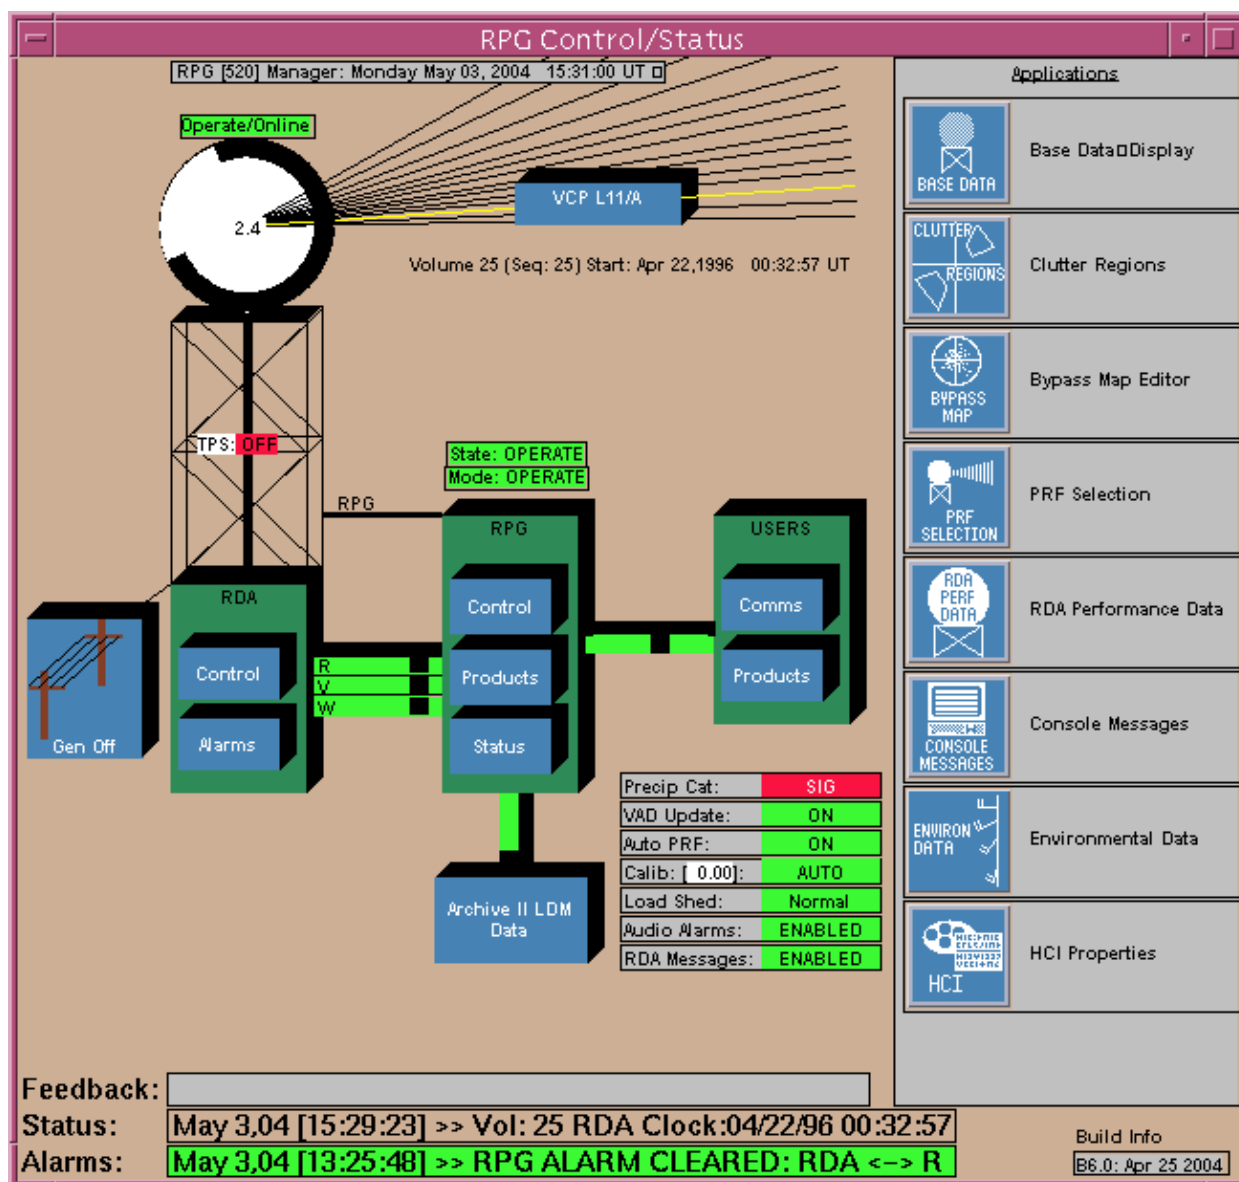 RPG Control/Status
RPG [520] Manager: Monday May 03, 2004 15:31:00 UT
Operate/Online
2.4
VCP L11/A
Volume 25 (Seq: 25) Start: Apr 22,1996 00:32:57 UT
TPS: OFF
State: OPERATE
Mode: OPERATE
RPG
RPG
Control
Products
Status
USERS
Comms
Products
RDA
Control
Alarms
R
V
W
Gen Off
Archive II LDM
Data
Precip Cat: SIG
VAD Update: ON
Auto PRF: ON
Calib: [ 0.00]: AUTO
Load Shed: Normal
Audio Alarms: ENABLED
RDA Messages: ENABLED
Applications
BASE DATA
Base Data Display
CLUTTER
REGIONS
Clutter Regions
BYPASS
MAP
Bypass Map Editor
PRF
SELECTION
PRF Selection
RDA
PERF
DATA
RDA Performance Data
CONSOLE
MESSAGES
Console Messages
ENVIRON
DATA
Environmental Data
HCI
HCI Properties
Feedback:
Status: May 3,04 [15:29:23] >> Vol: 25 RDA Clock:04/22/96 00:32:57
Alarms: May 3,04 [13:25:48] >> RPG ALARM CLEARED: RDA <-> R
Build Info
B6.0: Apr 25 2004